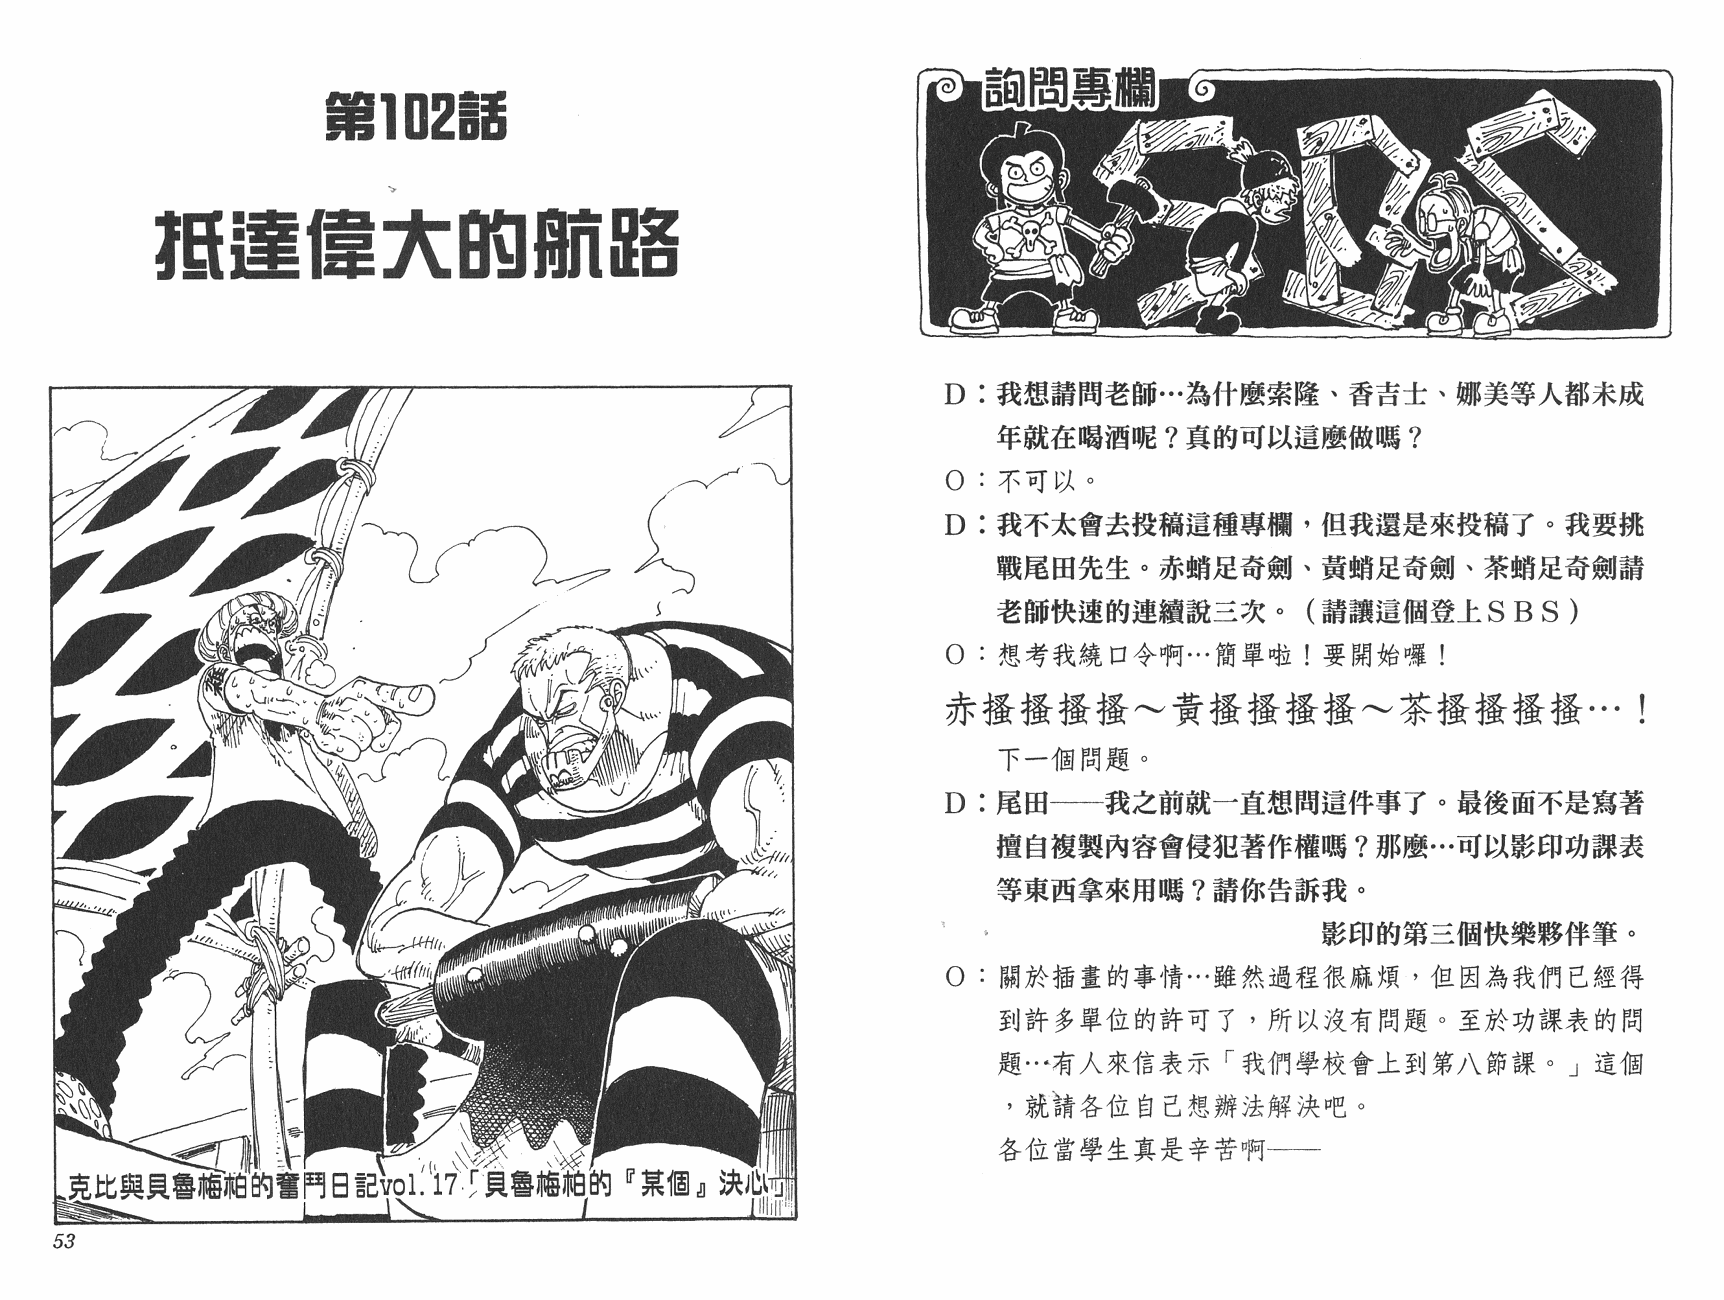 詢問專欄
SBS
D：我想請問老師…為什麼索隆、香吉士、娜美等人都未成
年就在喝酒呢？真的可以這麼做嗎？
O：不可以。
D：我不太會去投稿這種專欄，但我還是來投稿了。我要挑
戰尾田先生。赤蛸足奇劍、黃蛸足奇劍、茶蛸足奇劍請
老師快速的連續說三次。（請讓這個登上ＳＢＳ）
O：想考我繞口令啊…簡單啦！要開始囉！
赤搔搔搔搔～黃搔搔搔搔～茶搔搔搔搔…！
下一個問題。
D：尾田──我之前就一直想問這件事了。最後面不是寫著
擅自複製內容會侵犯著作權嗎？那麼…可以影印功課表
等東西拿來用嗎？請你告訴我。
影印的第三個快樂夥伴筆。
O：關於插畫的事情…雖然過程很麻煩，但因為我們已經得
到許多單位的許可了，所以沒有問題。至於功課表的問
題…有人來信表示「我們學校會上到第八節課。」這個
，就請各位自己想辦法解決吧。
各位當學生真是辛苦啊──
第102話
抵達偉大的航路
克比與貝魯梅柏的奮鬥日記vol.17「貝魯梅柏的『某個』決心」
53